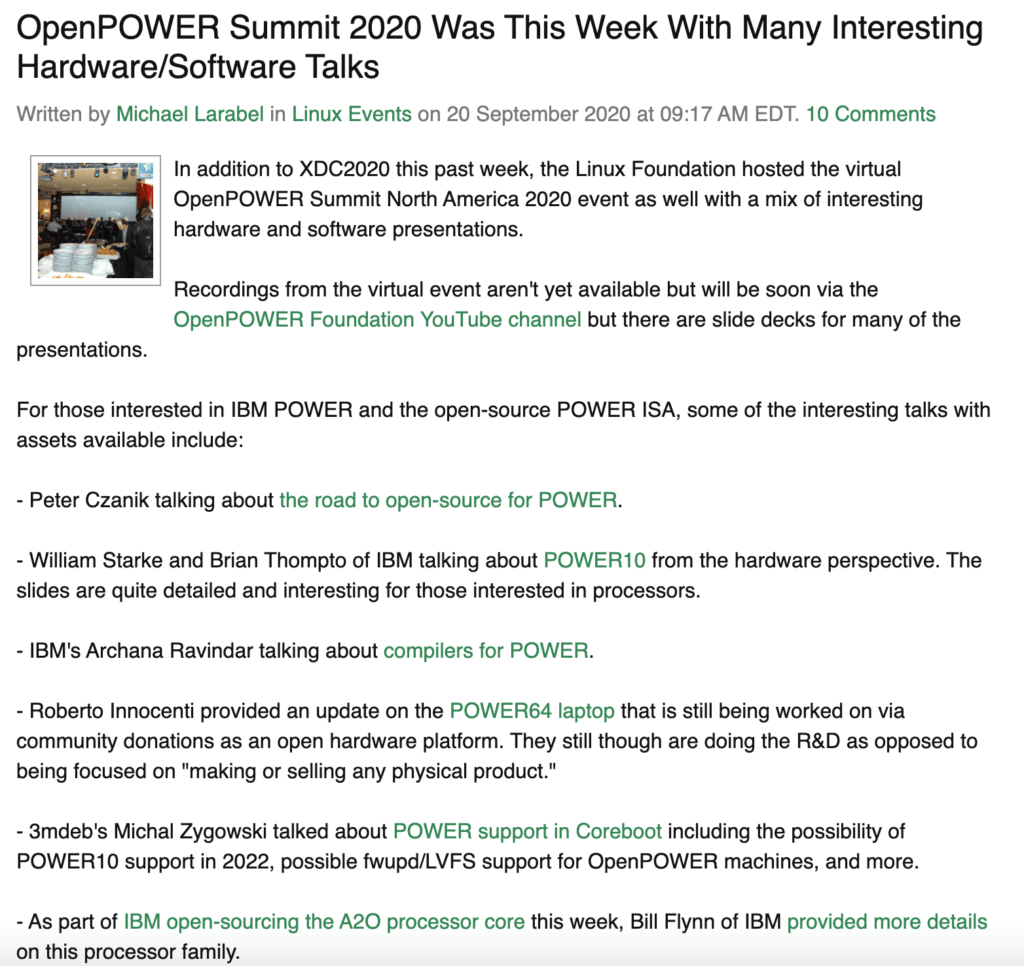 OpenPOWER Summit 2020 Was This Week With Many Interesting
Hardware/Software Talks
Written by Michael Larabel in Linux Events on 20 September 2020 at 09:17 AM EDT. 10 Comments
In addition to XDC2020 this past week, the Linux Foundation hosted the virtual
OpenPOWER Summit North America 2020 event as well with a mix of interesting
hardware and software presentations.
Recordings from the virtual event aren't yet available but will be soon via the
OpenPOWER Foundation YouTube channel but there are slide decks for many of the
presentations.
For those interested in IBM POWER and the open-source POWER ISA, some of the interesting talks with
assets available include:
- Peter Czanik talking about the road to open-source for POWER.
- William Starke and Brian Thompto of IBM talking about POWER10 from the hardware perspective. The
slides are quite detailed and interesting for those interested in processors.
- IBM's Archana Ravindar talking about compilers for POWER.
- Roberto Innocenti provided an update on the POWER64 laptop that is still being worked on via
community donations as an open hardware platform. They still though are doing the R&D as opposed to
being focused on "making or selling any physical product."
- 3mdeb's Michal Zygowski talked about POWER support in Coreboot including the possibility of
POWER10 support in 2022, possible fwupd/LVFS support for OpenPOWER machines, and more.
- As part of IBM open-sourcing the A2O processor core this week, Bill Flynn of IBM provided more details
on this processor family.